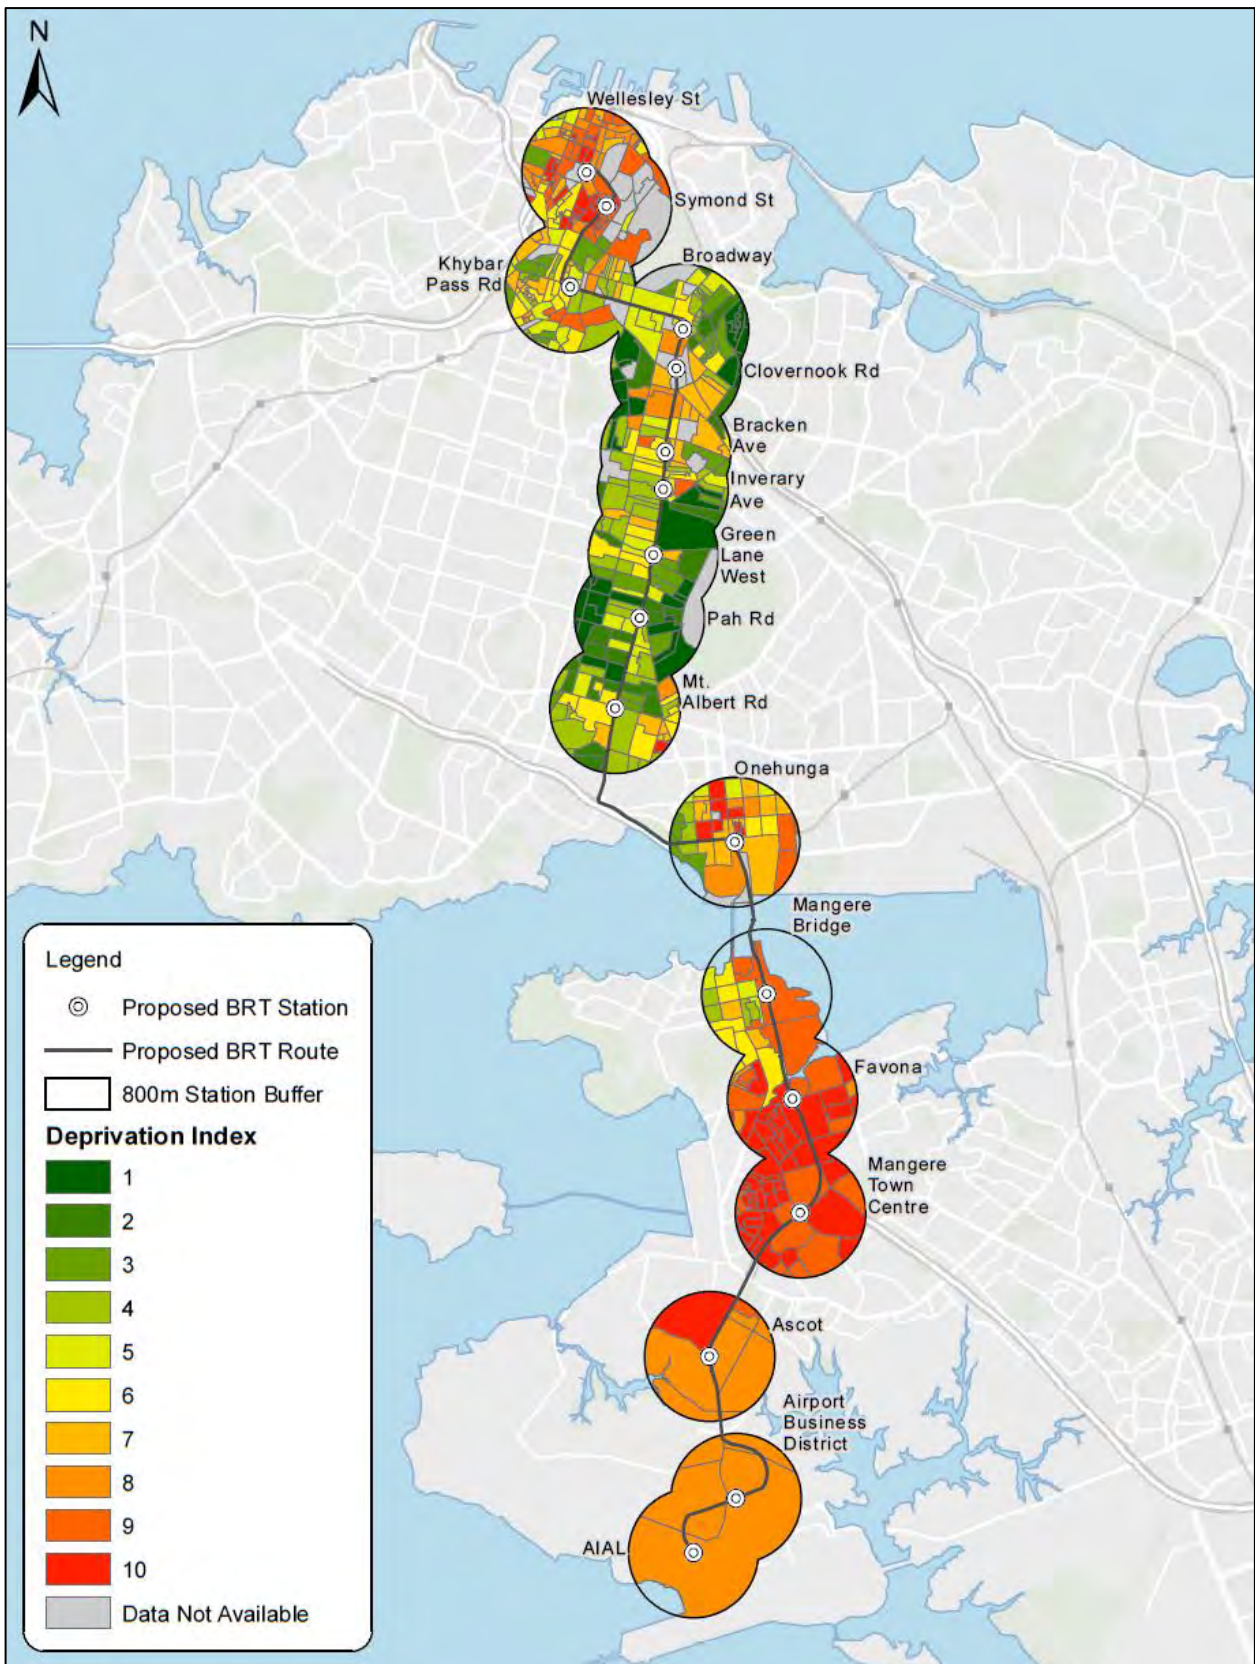 N
Wellesley St
Symond St
Broadway
Khybar
Pass Rd
Clovernook Rd
Bracken
Ave
Inverary
Ave
Green
Lane
West
Pah Rd
Mt.
Albert Rd
Onehunga
Mangere
Bridge
Favona
Mangere
Town
Centre
Ascot
Airport
Business
District
AIAL
Legend
Proposed BRT Station
Proposed BRT Route
800m Station Buffer
Deprivation Index
1
2
3
4
5
6
7
8
9
10
Data Not Available